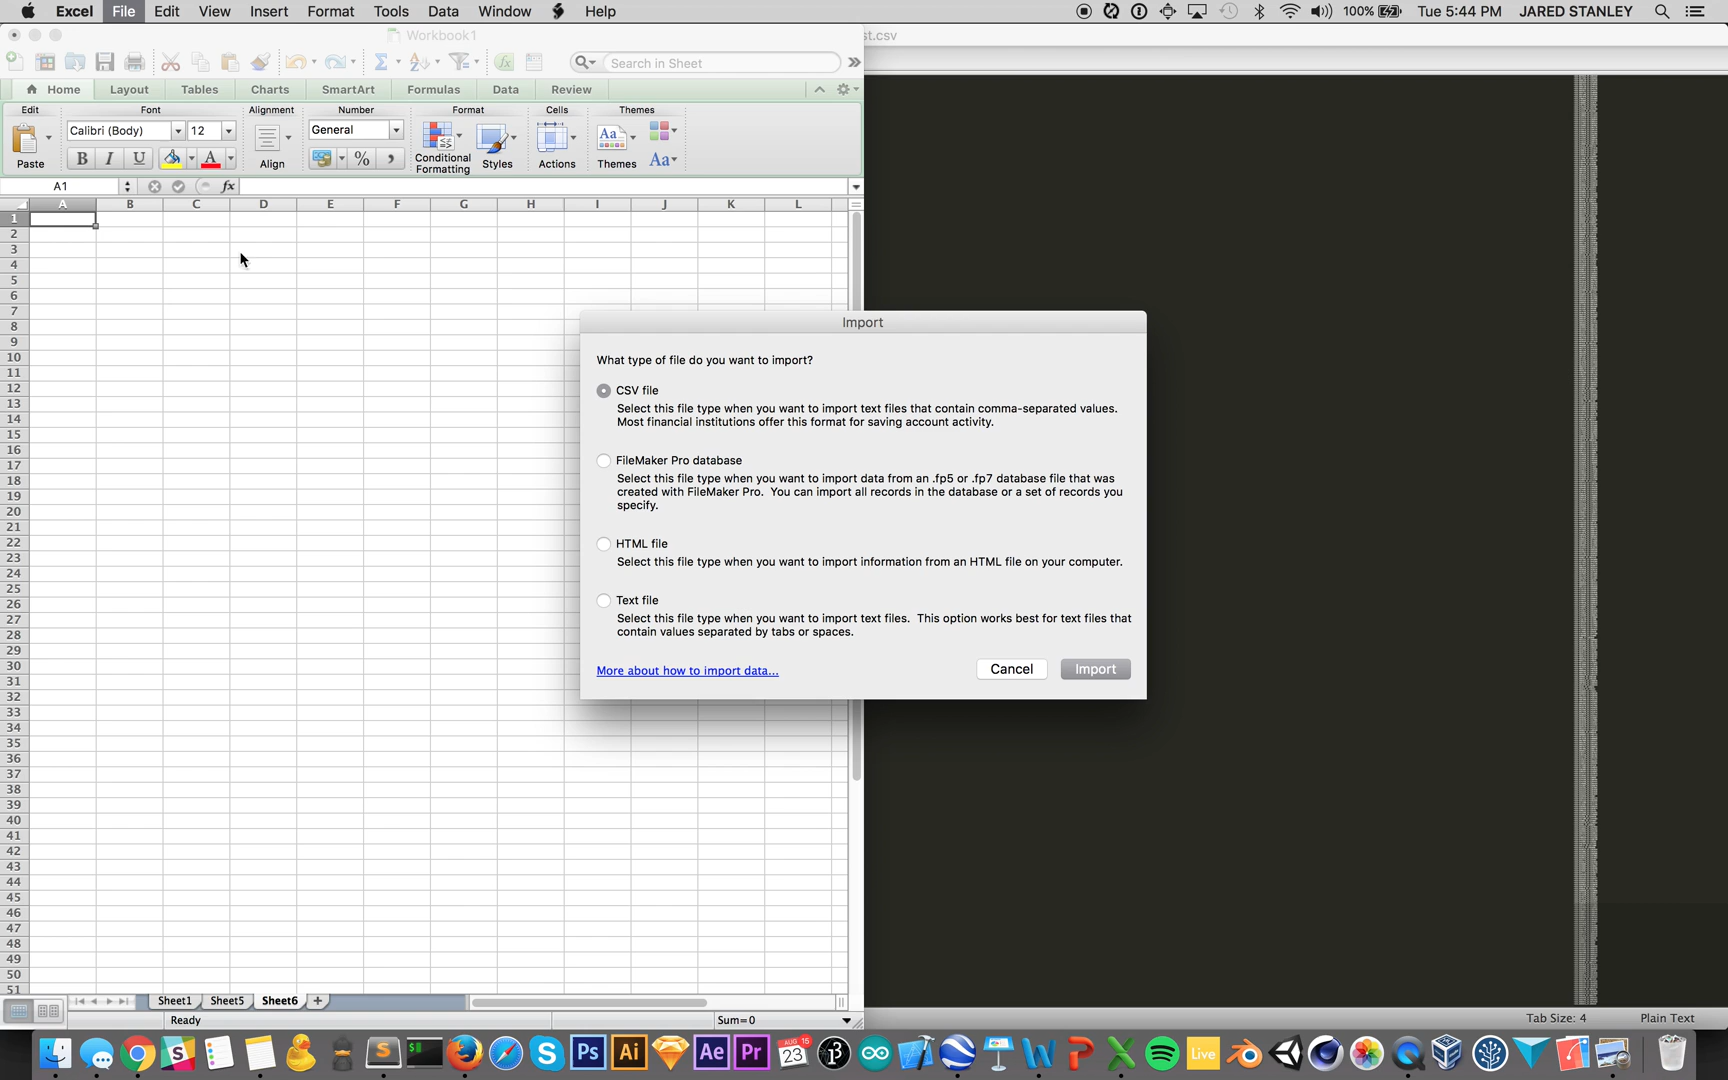 Excel File Edit View Insert Format Tools Data Window Help 100% Tue 5:44 PM JARED STANLEY
Workbook1
st.csv
Search in Sheet
Home Layout Tables Charts SmartArt Formulas Data Review
Edit Font Alignment Number Format Cells Themes
Calibri (Body) 12 General
Paste B I U A Align % Conditional Formatting Styles Actions Aa Themes Aa
A1 fx
A B C D E F G H I J K L
1
2
3
4
5
6
7
8
9
10
11
12
13
14
15
16
17
18
19
20
21
22
23
24
25
26
27
28
29
30
31
32
33
34
35
36
37
38
39
40
41
42
43
44
45
46
47
48
49
50
51
Import
What type of file do you want to import?
CSV file
Select this file type when you want to import text files that contain comma-separated values.
Most financial institutions offer this format for saving account activity.
FileMaker Pro database
Select this file type when you want to import data from an .fp5 or .fp7 database file that was
created with FileMaker Pro. You can import all records in the database or a set of records you
specify.
HTML file
Select this file type when you want to import information from an HTML file on your computer.
Text file
Select this file type when you want to import text files. This option works best for text files that
contain values separated by tabs or spaces.
More about how to import data...
Cancel Import
Sheet1 Sheet5 Sheet6
Ready Sum=0
Tab Size: 4 Plain Text
Ps Ai Ae Pr AUG 23 Live